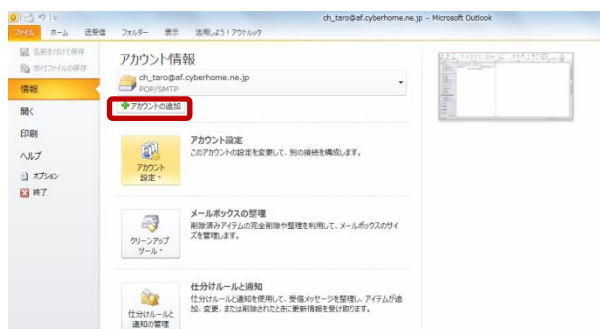 ch_taro@af.cyberhome.ne.jp - Microsoft Outlook
ファイル ホーム 送受信 フォルダー 表示 活用しよう!アウトルック
名前を付けて保存
添付ファイルの保存
情報
開く
印刷
ヘルプ
オプション
終了
アカウント情報
ch_taro@af.cyberhome.ne.jp
POP/SMTP
アカウントの追加
アカウント
設定
アカウント設定
このアカウントの設定を変更して、別の接続を構成します。
クリーンアップ
ツール
メールボックスの整理
削除済みアイテムの完全削除や整理を利用して、メールボックスのサイ
ズを管理します。
仕分けルールと
通知の管理
仕分けルールと通知
仕分けルールと通知を使用して、受信メッセージを整理し、アイテムが追
加、変更、または削除されたときに更新情報を受け取ります。